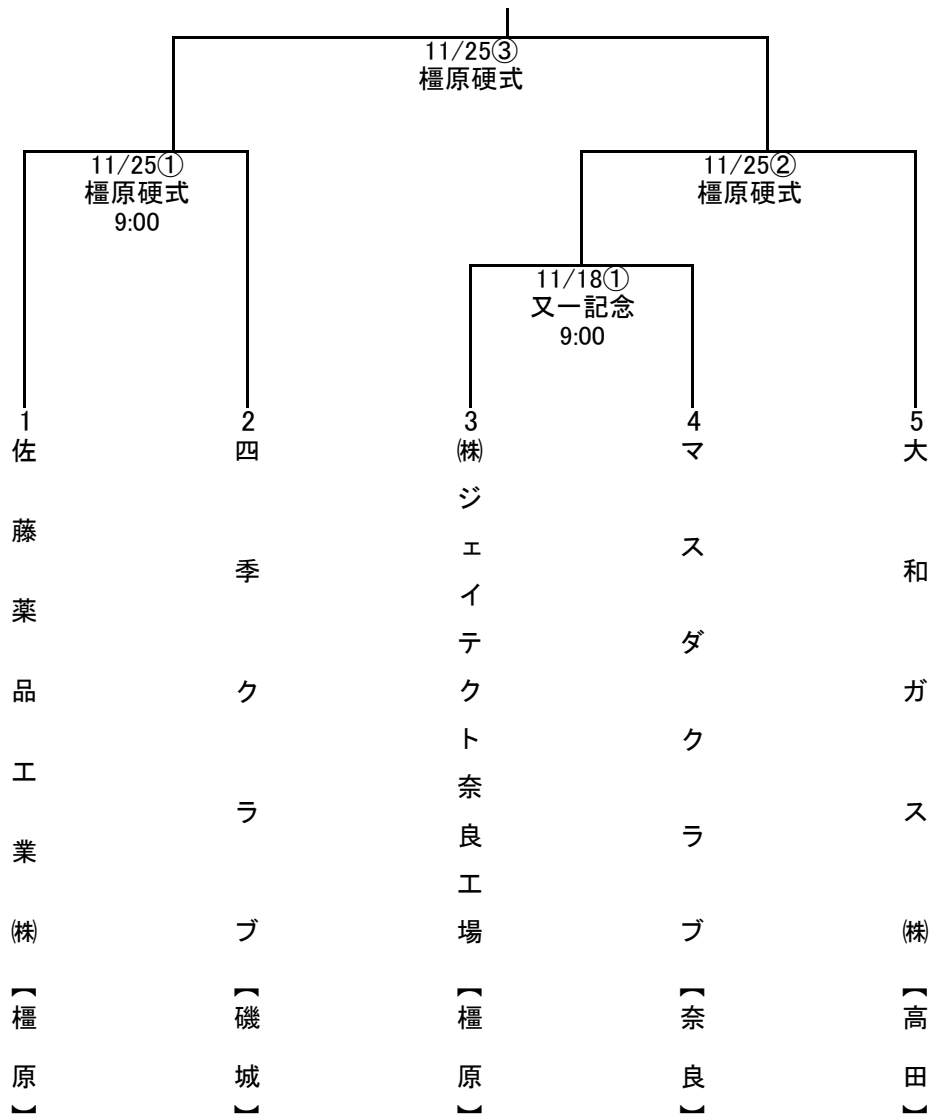 11/25③
橿原硬式
11/25①
橿原硬式
9:00
11/25②
橿原硬式
11/18①
又一記念
9:00
1
佐藤薬品工業㈱【橿原】
2
四季クラブ【磯城】
3
㈱ジェイテクト奈良工場【橿原】
4
マスダクラブ【奈良】
5
大和ガス㈱【高田】